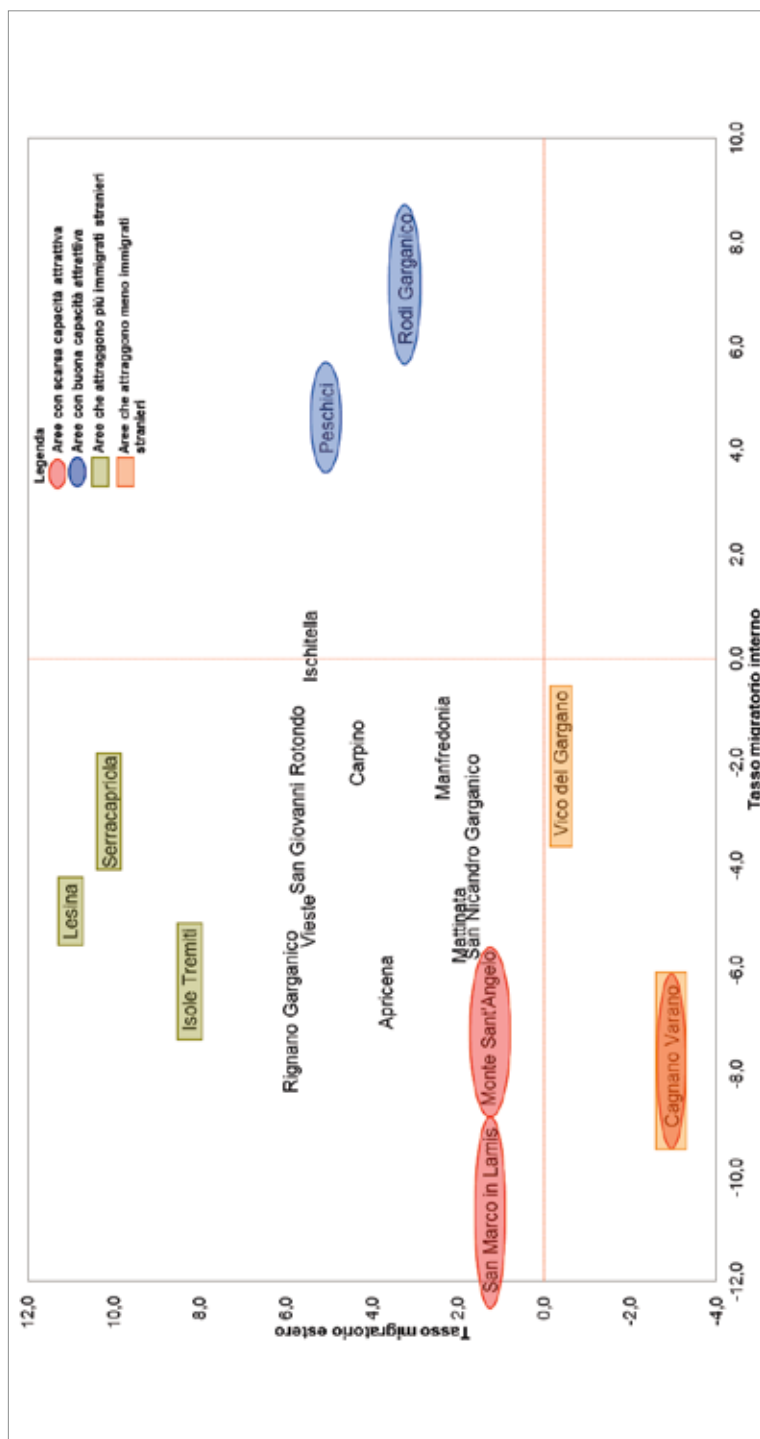 Legenda
Aree con scarsa capacità attrattiva
Aree con buona capacità attrattiva
Aree che attraggono più immigrati stranieri
Aree che attraggono meno immigrati
stranieri
Tasso migratorio estero
12,0
10,0
8,0
6,0
4,0
2,0
0,0
-2,0
-4,0
Lesina
Serracapriola
Isole Tremiti
Rignano Garganico
Vieste
San Giovanni Rotondo
Ischitella
Peschici
Apricena
Carpino
Rodi Garganico
Manfredonia
Mattinata
San Nicandro Garganico
San Marco in Lamis
Monte Sant'Angelo
Vico del Gargano
Cagnano Varano
-12,0
-10,0
-8,0
-6,0
-4,0
-2,0
0,0
2,0
4,0
6,0
8,0
10,0
Tasso migratorio interno